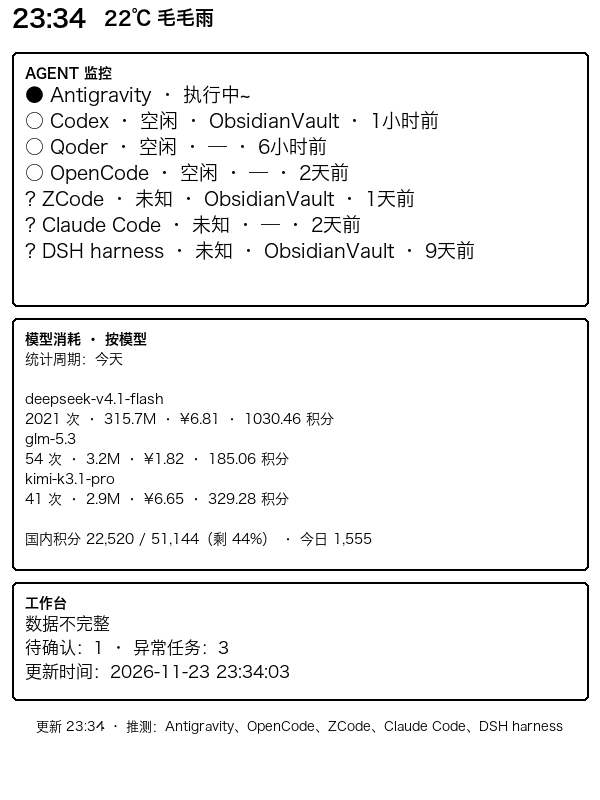 23:34 22℃ 毛毛雨
AGENT 监控
● Antigravity · 执行中~
○ Codex · 空闲 · ObsidianVault · 1小时前
○ Qoder · 空闲 · — · 6小时前
○ OpenCode · 空闲 · — · 2天前
? ZCode · 未知 · ObsidianVault · 1天前
? Claude Code · 未知 · — · 2天前
? DSH harness · 未知 · ObsidianVault · 9天前
模型消耗 · 按模型
统计周期：今天
deepseek-v4.1-flash
2021 次 · 315.7M · ¥6.81 · 1030.46 积分
glm-5.3
54 次 · 3.2M · ¥1.82 · 185.06 积分
kimi-k3.1-pro
41 次 · 2.9M · ¥6.65 · 329.28 积分
国内积分 22,520 / 51,144（剩 44%） · 今日 1,555
工作台
数据不完整
待确认：1 · 异常任务：3
更新时间：2026-11-23 23:34:03
更新 23:34 · 推测：Antigravity、OpenCode、ZCode、Claude Code、DSH harness